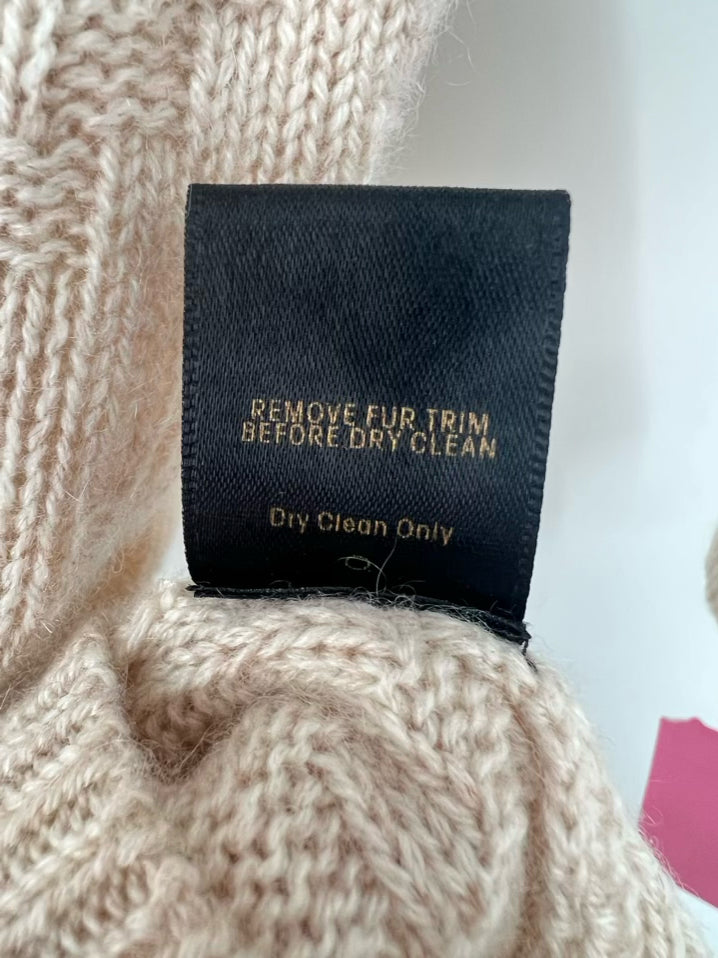 REMOVE FUR TRIM
BEFORE DRY CLEAN
Dry Clean Only